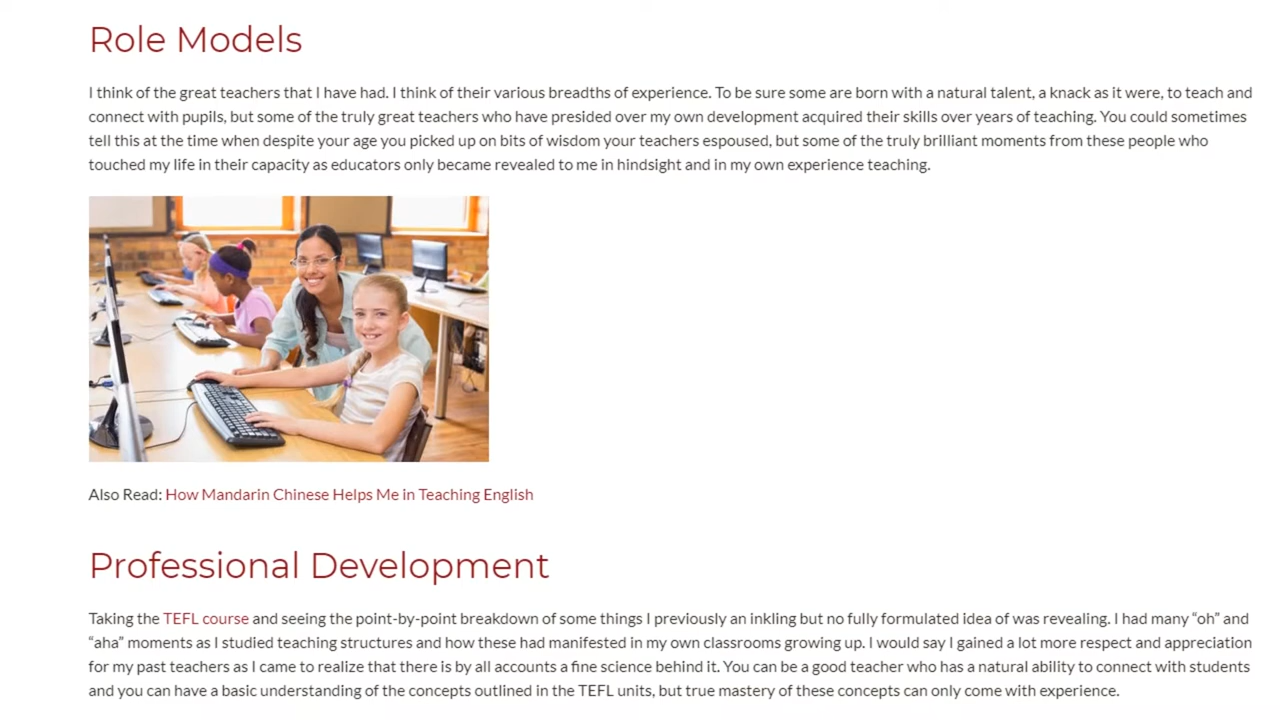 Role Models
I think of the great teachers that I have had. I think of their various breadths of experience. To be sure some are born with a natural talent, a knack as it were, to teach and
connect with pupils, but some of the truly great teachers who have presided over my own development acquired their skills over years of teaching. You could sometimes
tell this at the time when despite your age you picked up on bits of wisdom your teachers espoused, but some of the truly brilliant moments from these people who
touched my life in their capacity as educators only became revealed to me in hindsight and in my own experience teaching.
Also Read: How Mandarin Chinese Helps Me in Teaching English
Professional Development
Taking the TEFL course and seeing the point-by-point breakdown of some things I previously an inkling but no fully formulated idea of was revealing. I had many “oh” and
“aha” moments as I studied teaching structures and how these had manifested in my own classrooms growing up. I would say I gained a lot more respect and appreciation
for my past teachers as I came to realize that there is by all accounts a fine science behind it. You can be a good teacher who has a natural ability to connect with students
and you can have a basic understanding of the concepts outlined in the TEFL units, but true mastery of these concepts can only come with experience.